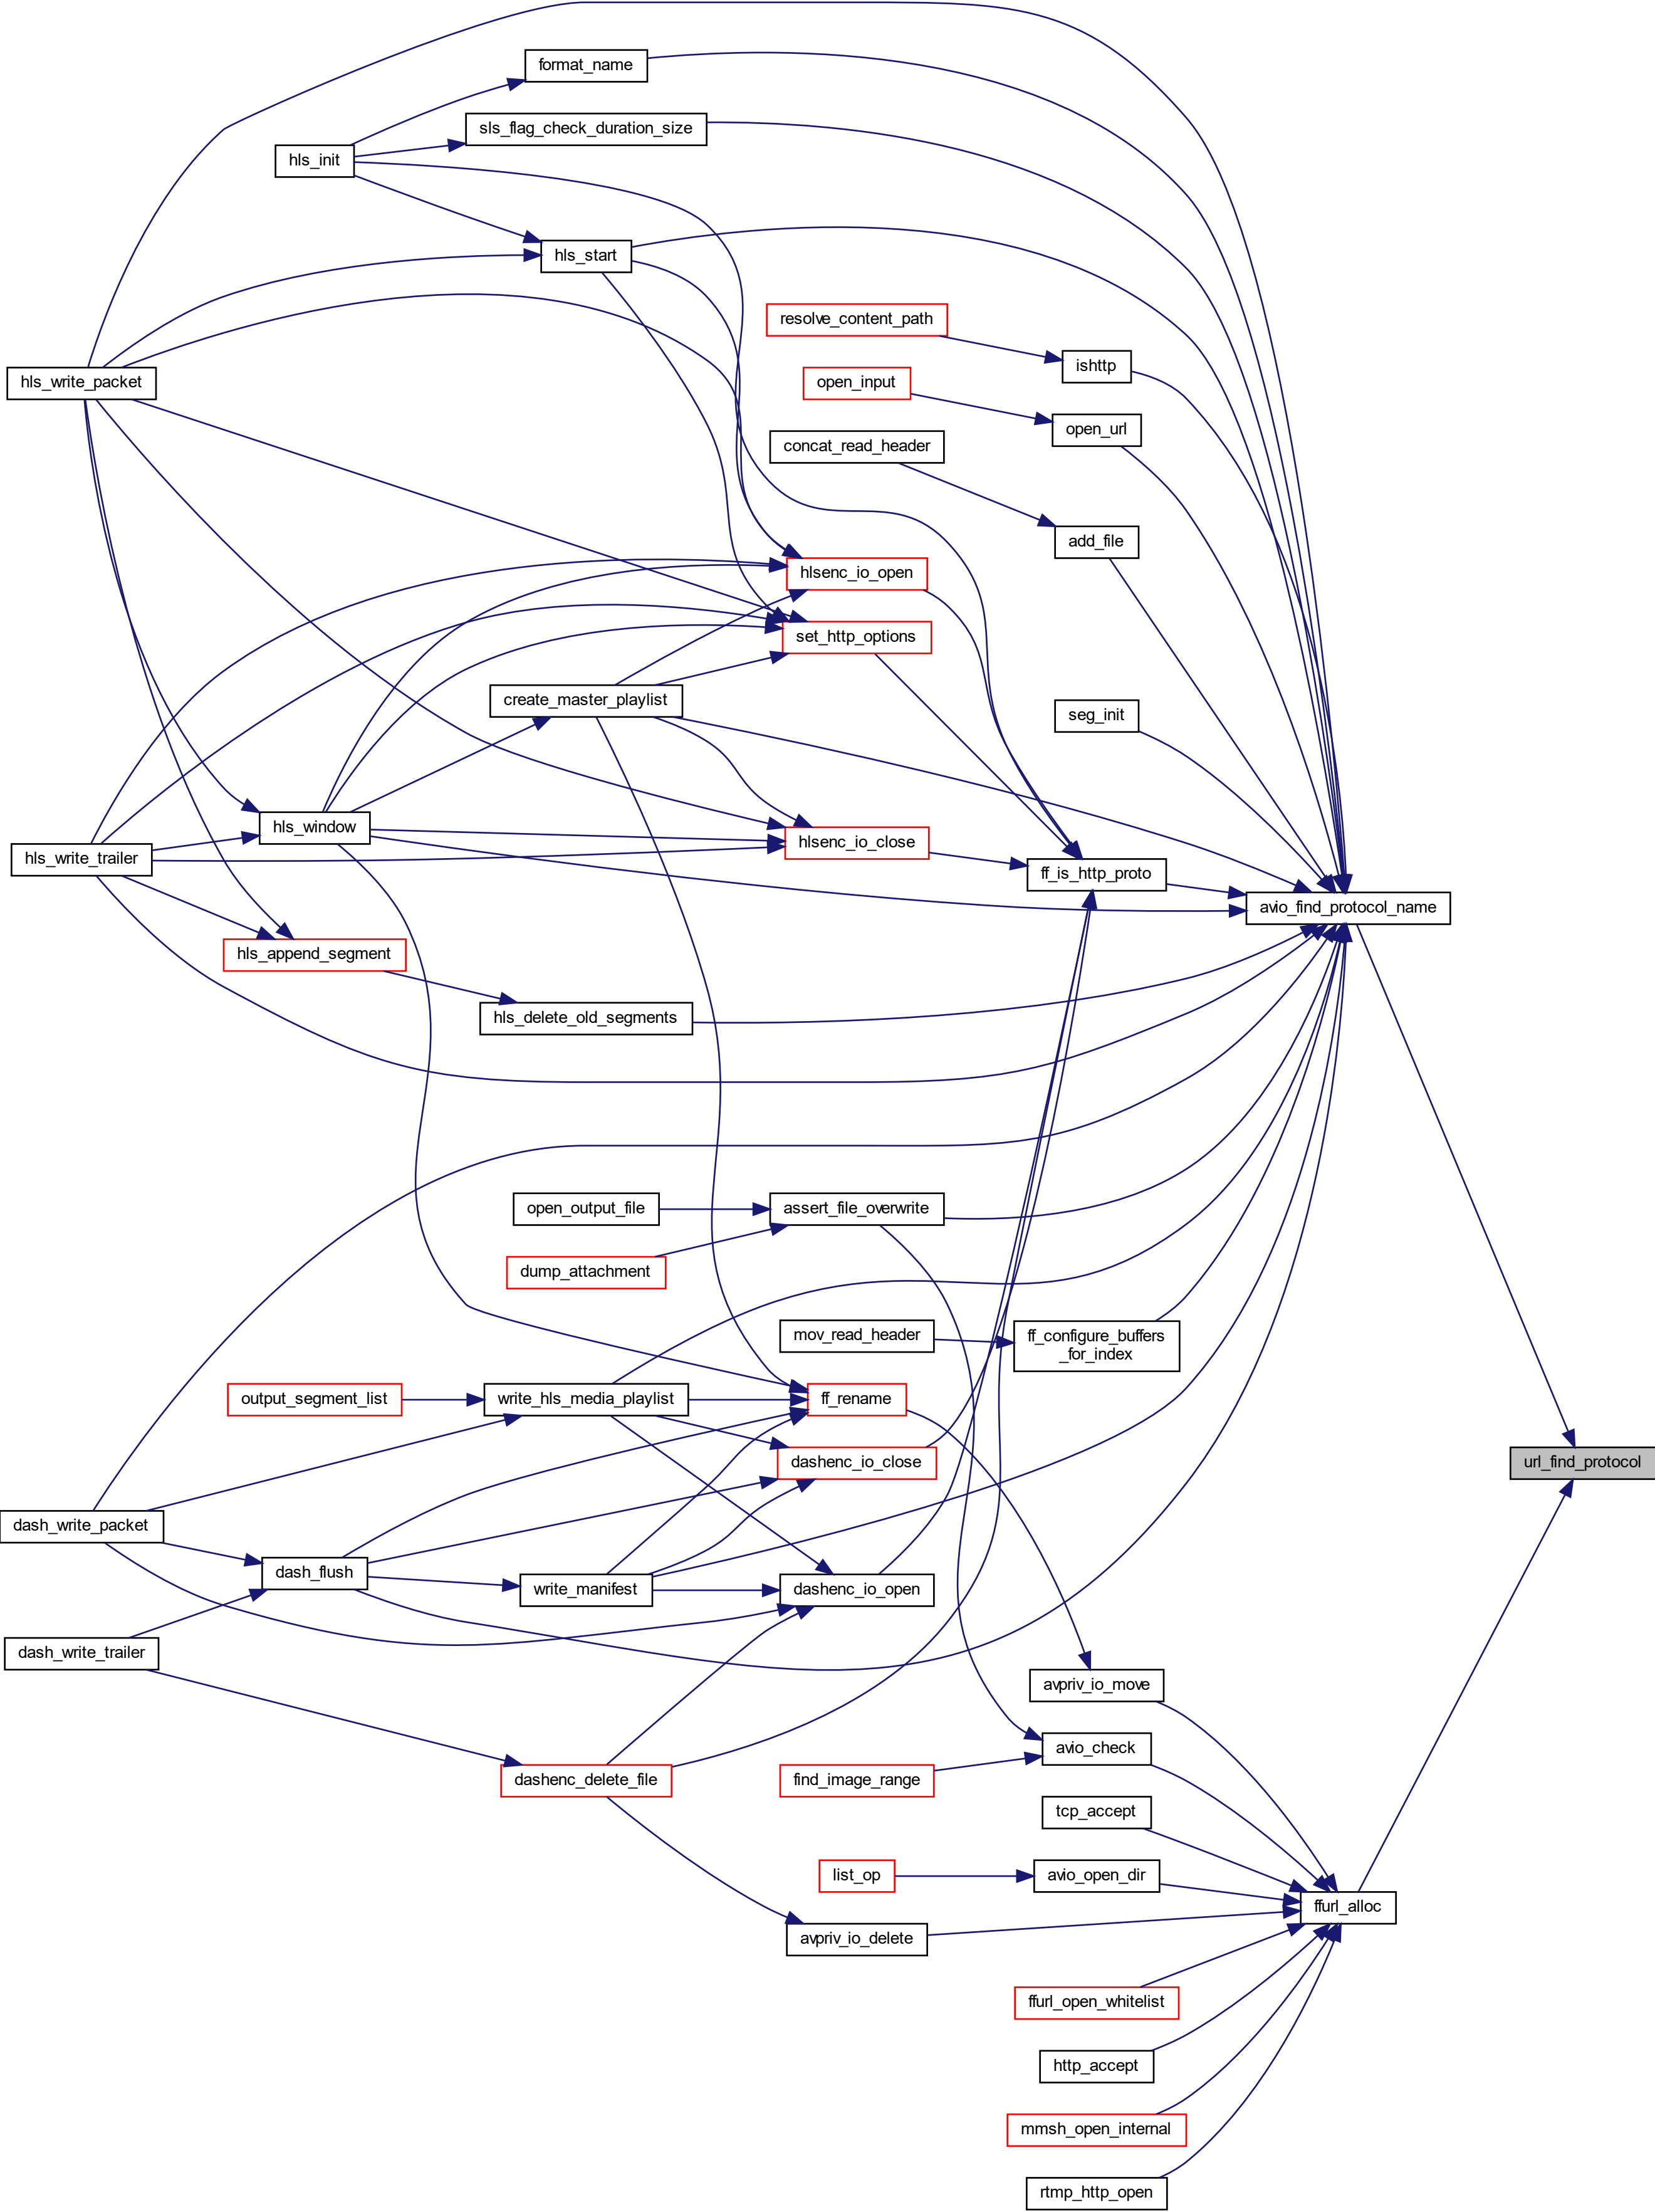 format_name
sls_flag_check_duration_size
hls_init
hls_start
resolve_content_path
ishttp
open_input
hls_write_packet
open_url
concat_read_header
add_file
hlsenc_io_open
set_http_options
create_master_playlist
seg_init
hls_window
hlsenc_io_close
hls_write_trailer
ff_is_http_proto
avio_find_protocol_name
hls_append_segment
hls_delete_old_segments
open_output_file
assert_file_overwrite
dump_attachment
mov_read_header
ff_configure_buffers
_for_index
output_segment_list
write_hls_media_playlist
ff_rename
dashenc_io_close
url_find_protocol
dash_write_packet
dash_flush
write_manifest
dashenc_io_open
dash_write_trailer
avpriv_io_move
avio_check
dashenc_delete_file
find_image_range
tcp_accept
list_op
avio_open_dir
ffurl_alloc
avpriv_io_delete
ffurl_open_whitelist
http_accept
mmsh_open_internal
rtmp_http_open